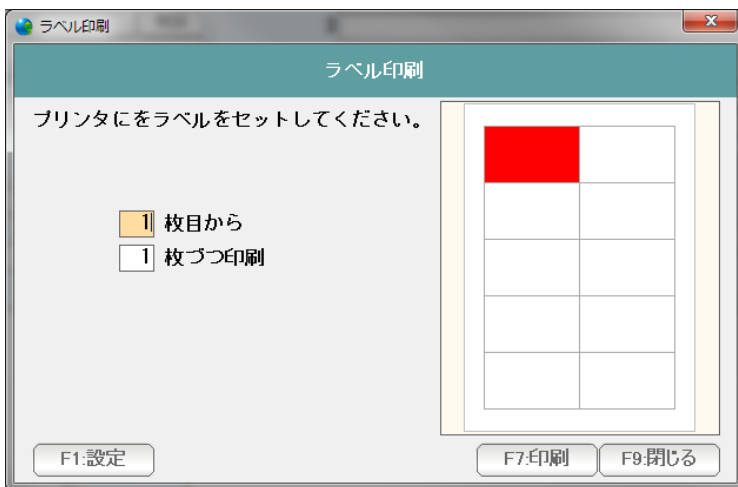 ラベル印刷
ラベル印刷
プリンタにをラベルをセットしてください。
1 枚目から
1 枚づつ印刷
F1:設定
F7:印刷
F9:閉じる